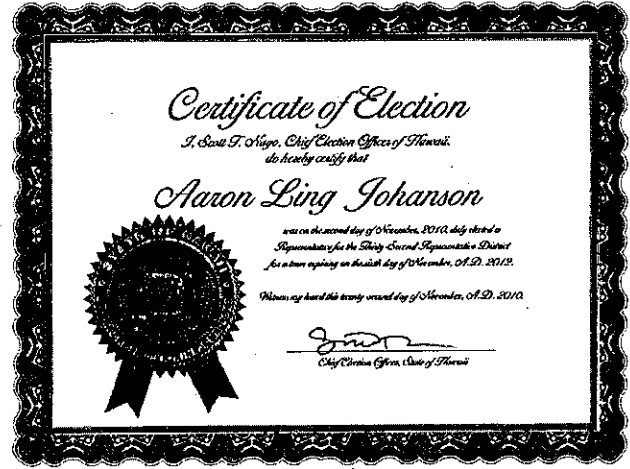 Certificate of Election
I, Scott T. Nago, Chief Election Officer of Hawaii,
do hereby certify that
Aaron Ling Johanson
was on the second day of November, 2010, duly elected a
Representative for the Thirty-Second Representative District
for a term expiring on the sixth day of November, A.D. 2012.
Witness my hand this twenty second day of November, A.D. 2010.
Chief Election Officer, State of Hawaii